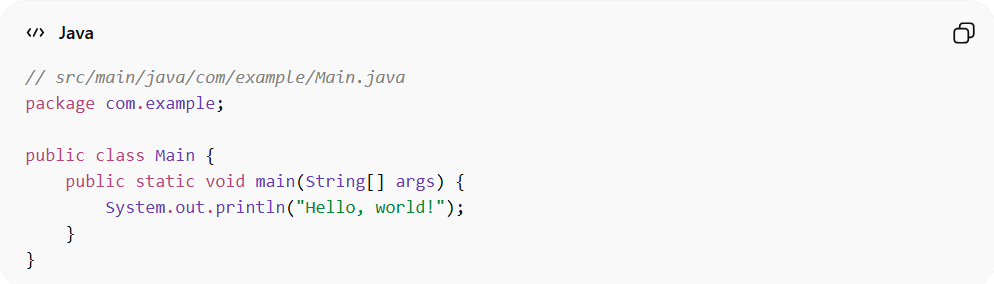 </> Java
// src/main/java/com/example/Main.java
package com.example;
public class Main {
    public static void main(String[] args) {
        System.out.println("Hello, world!");
    }
}